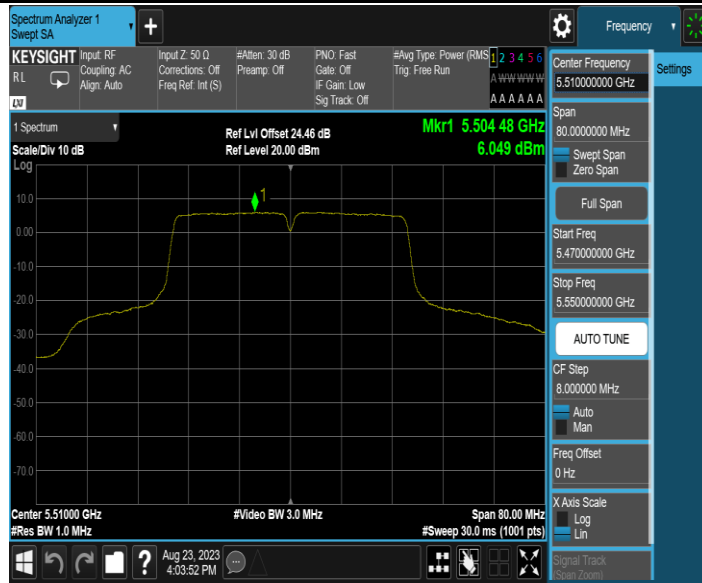 Spectrum Analyzer 1
Swept SA
+
Frequency
KEYSIGHT
RL
LXI
Input: RF
Coupling: AC
Align: Auto
Input Z: 50 Ω
Corrections: Off
Freq Ref: Int (S)
#Atten: 30 dB
Preamp: Off
PNO: Fast
Gate: Off
IF Gain: Low
Sig Track: Off
#Avg Type: Power (RMS
Trig: Free Run
1 2 3 4 5 6
A W W W W W
A A A A A A
1 Spectrum
Scale/Div 10 dB
Log
Ref Lvl Offset 24.46 dB
Ref Level 20.00 dBm
Mkr1 5.504 48 GHz
6.049 dBm
1
10.0
0.00
-10.0
-20.0
-30.0
-40.0
-50.0
-60.0
-70.0
Center 5.51000 GHz
#Res BW 1.0 MHz
#Video BW 3.0 MHz
Span 80.00 MHz
#Sweep 30.0 ms (1001 pts)
Aug 23, 2023
4:03:52 PM
?
Center Frequency
5.510000000 GHz
Settings
Span
80.0000000 MHz
Swept Span
Zero Span
Full Span
Start Freq
5.470000000 GHz
Stop Freq
5.550000000 GHz
AUTO TUNE
CF Step
8.000000 MHz
Auto
Man
Freq Offset
0 Hz
X Axis Scale
Log
Lin
Signal Track
(Span Zoom)